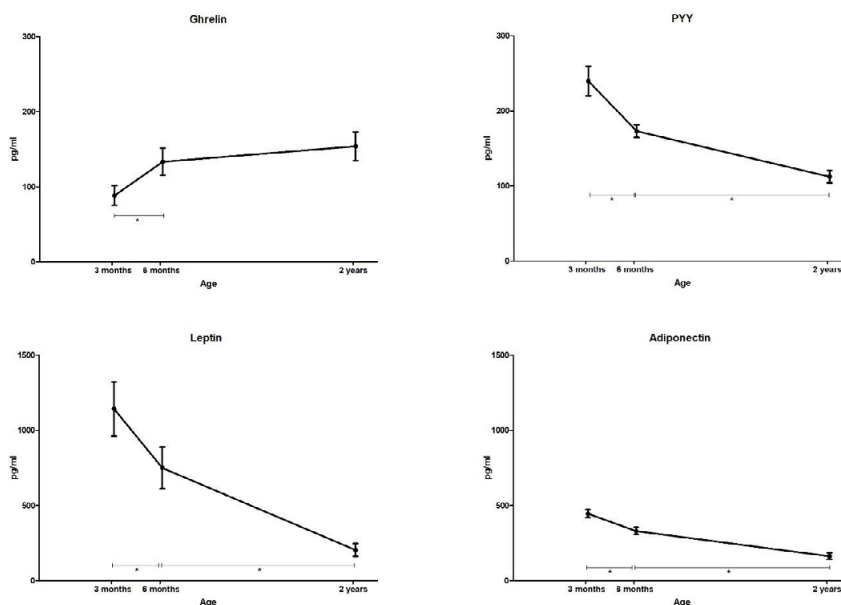 Ghrelin
300
200
100
0
pg/ml
*
3 months 6 months 2 years
Age
PYY
300
200
100
0
pg/ml
* *
3 months 6 months 2 years
Age
Leptin
1500
1000
500
0
pg/ml
* *
3 months 6 months 2 years
Age
Adiponectin
1500
1000
500
0
pg/ml
* *
3 months 6 months 2 years
Age